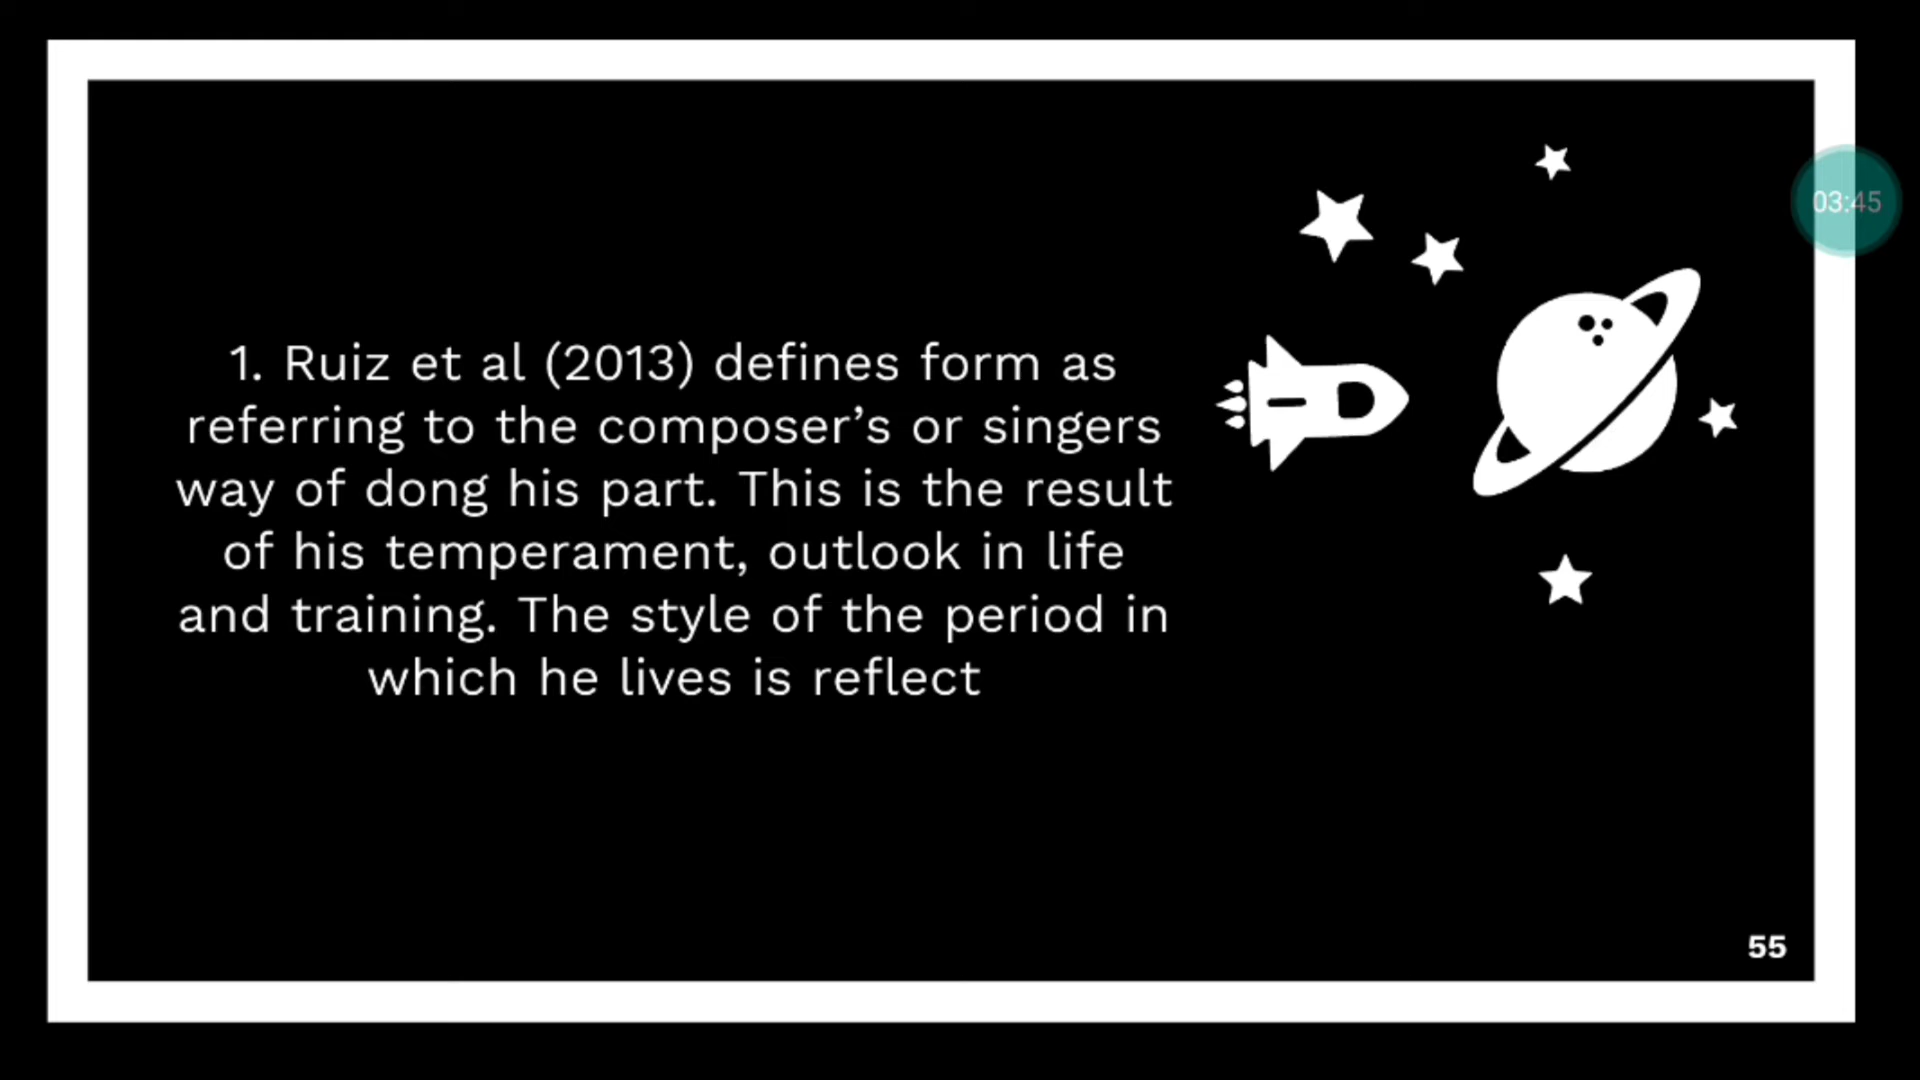 1. Ruiz et al (2013) defines form as
referring to the composer’s or singers
way of dong his part. This is the result
of his temperament, outlook in life
and training. The style of the period in
which he lives is reflect
03:45
55